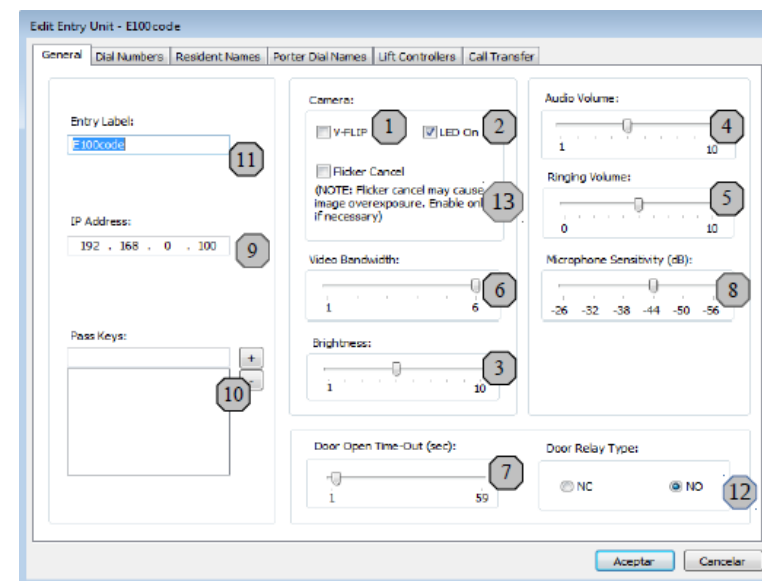 Edit Entry Unit - E100code
General Dial Numbers Resident Names Porter Dial Names Lift Controllers Call Transfer
Entry Label:
E100code
11
IP Address:
192 . 168 . 0 . 100
9
Pass Keys:
+
-
10
Camera:
V-FLIP 1 LED On 2
Flicker Cancel
(NOTE: Flicker cancel may cause
image overexposure. Enable only
if necessary)
13
Video Bandwidth:
6
1 6
Brightness:
3
1 10
Audio Volume:
4
1 10
Ringing Volume:
5
0 10
Microphone Sensitivity (dB):
8
-26 -32 -38 -44 -50 -56
Door Open Time-Out (sec):
7
1 59
Door Relay Type:
NC NO 12
Aceptar Cancelar